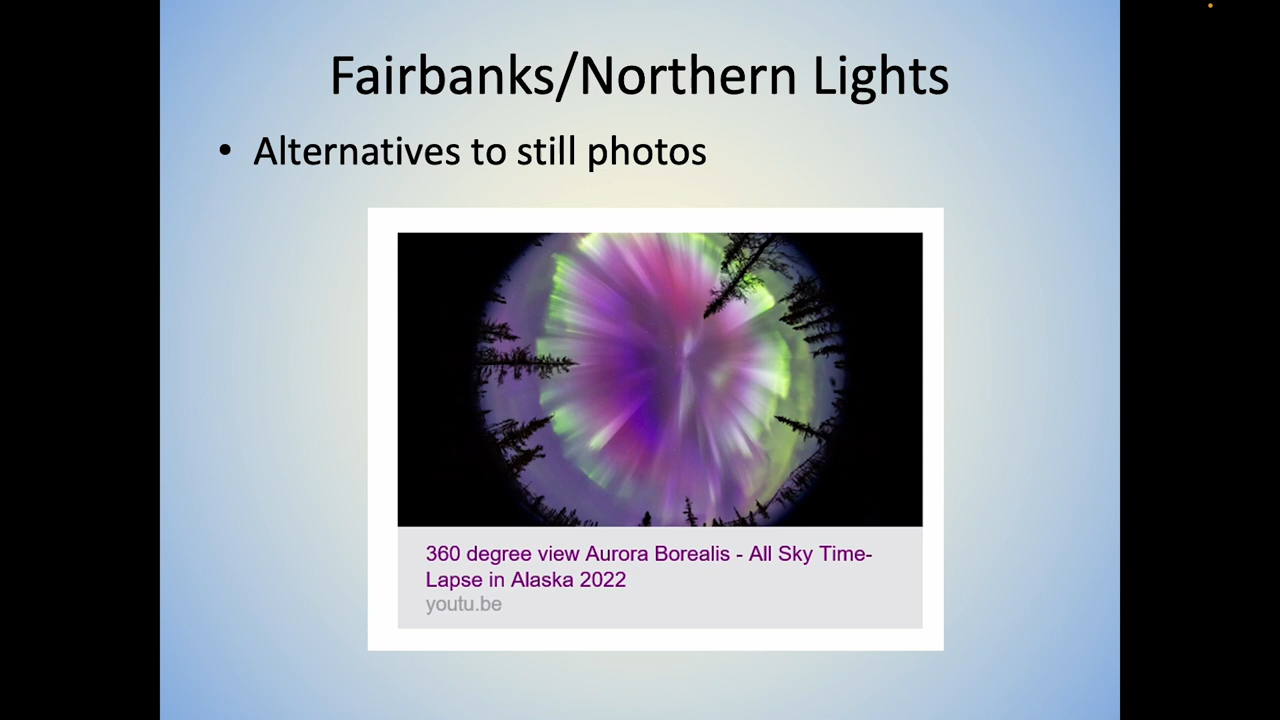 Fairbanks/Northern Lights
• Alternatives to still photos
360 degree view Aurora Borealis - All Sky Time-
Lapse in Alaska 2022
youtu.be